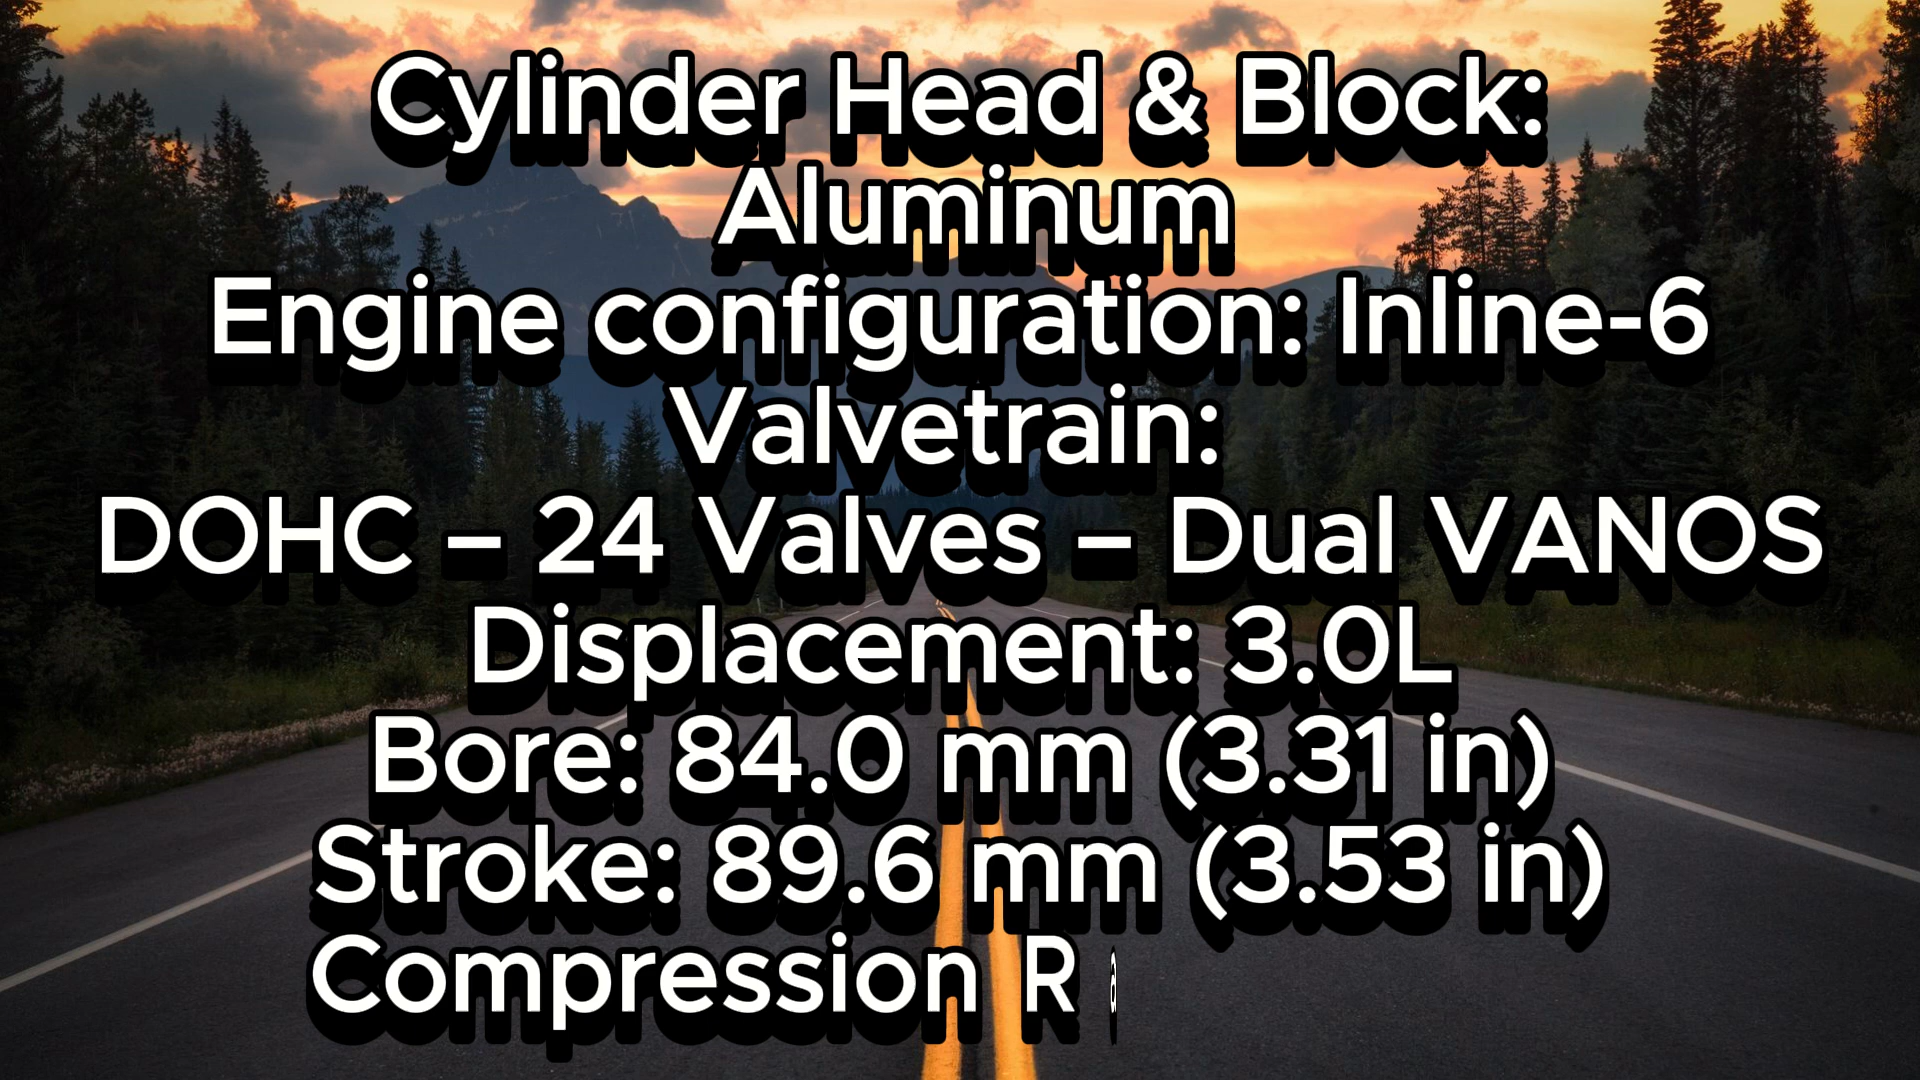 Cylinder Head & Block:
Aluminum
Engine configuration: Inline-6
Valvetrain:
DOHC – 24 Valves – Dual VANOS
Displacement: 3.0L
Bore: 84.0 mm (3.31 in)
Stroke: 89.6 mm (3.53 in)
Compression R a